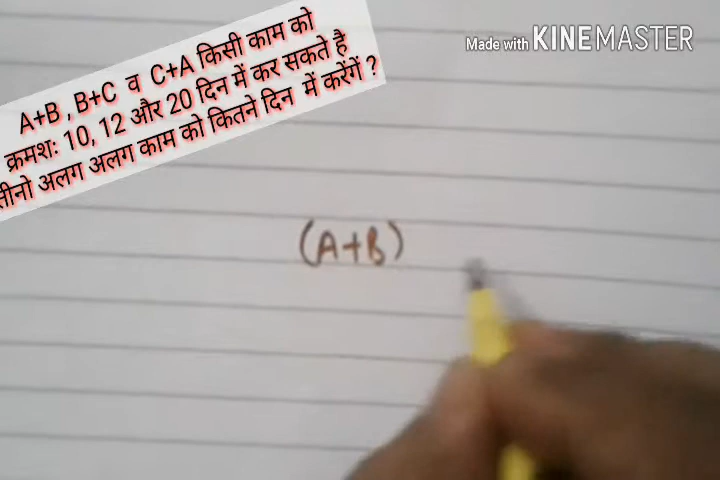 A+B , B+C व C+A किसी काम को
क्रमशः 10, 12 और 20 दिन में कर सकते है
तीनो अलग अलग काम को कितने दिन में करेंगें ?
Made with KINEMASTER
(A+B)